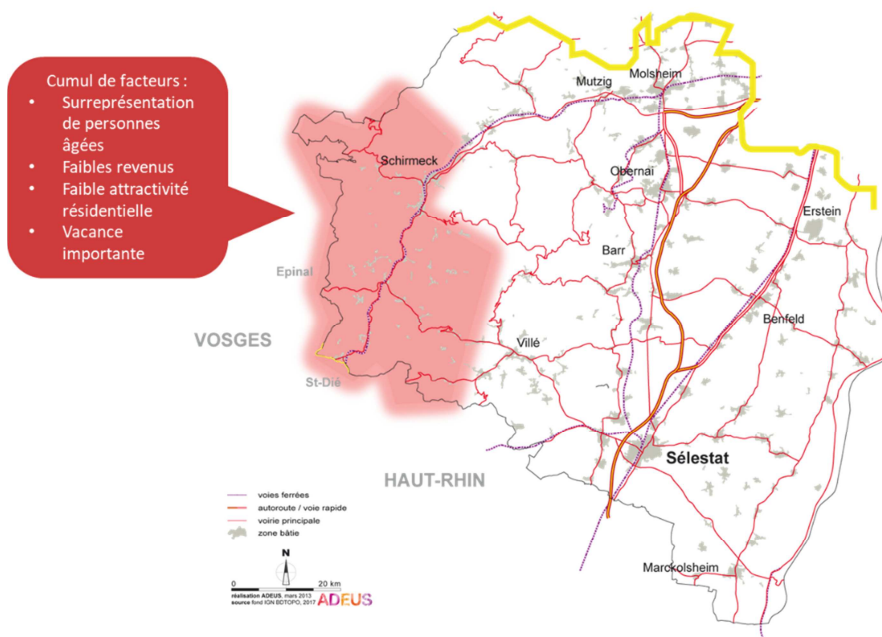 Cumul de facteurs :
• Surreprésentation
de personnes
âgées
• Faibles revenus
• Faible attractivité
résidentielle
• Vacance
importante
Mutzig
Molsheim
Schirmeck
Obernai
Erstein
Barr
Epinal
Benfeld
VOSGES
Villé
St-Dié
Sélestat
HAUT-RHIN
Marckolsheim
voies ferrées
autoroute / voie rapide
voirie principale
zone bâtie
N
0 20 km
réalisation ADEUS, mars 2013
source fond IGN BDTOPO, 2017
ADEUS